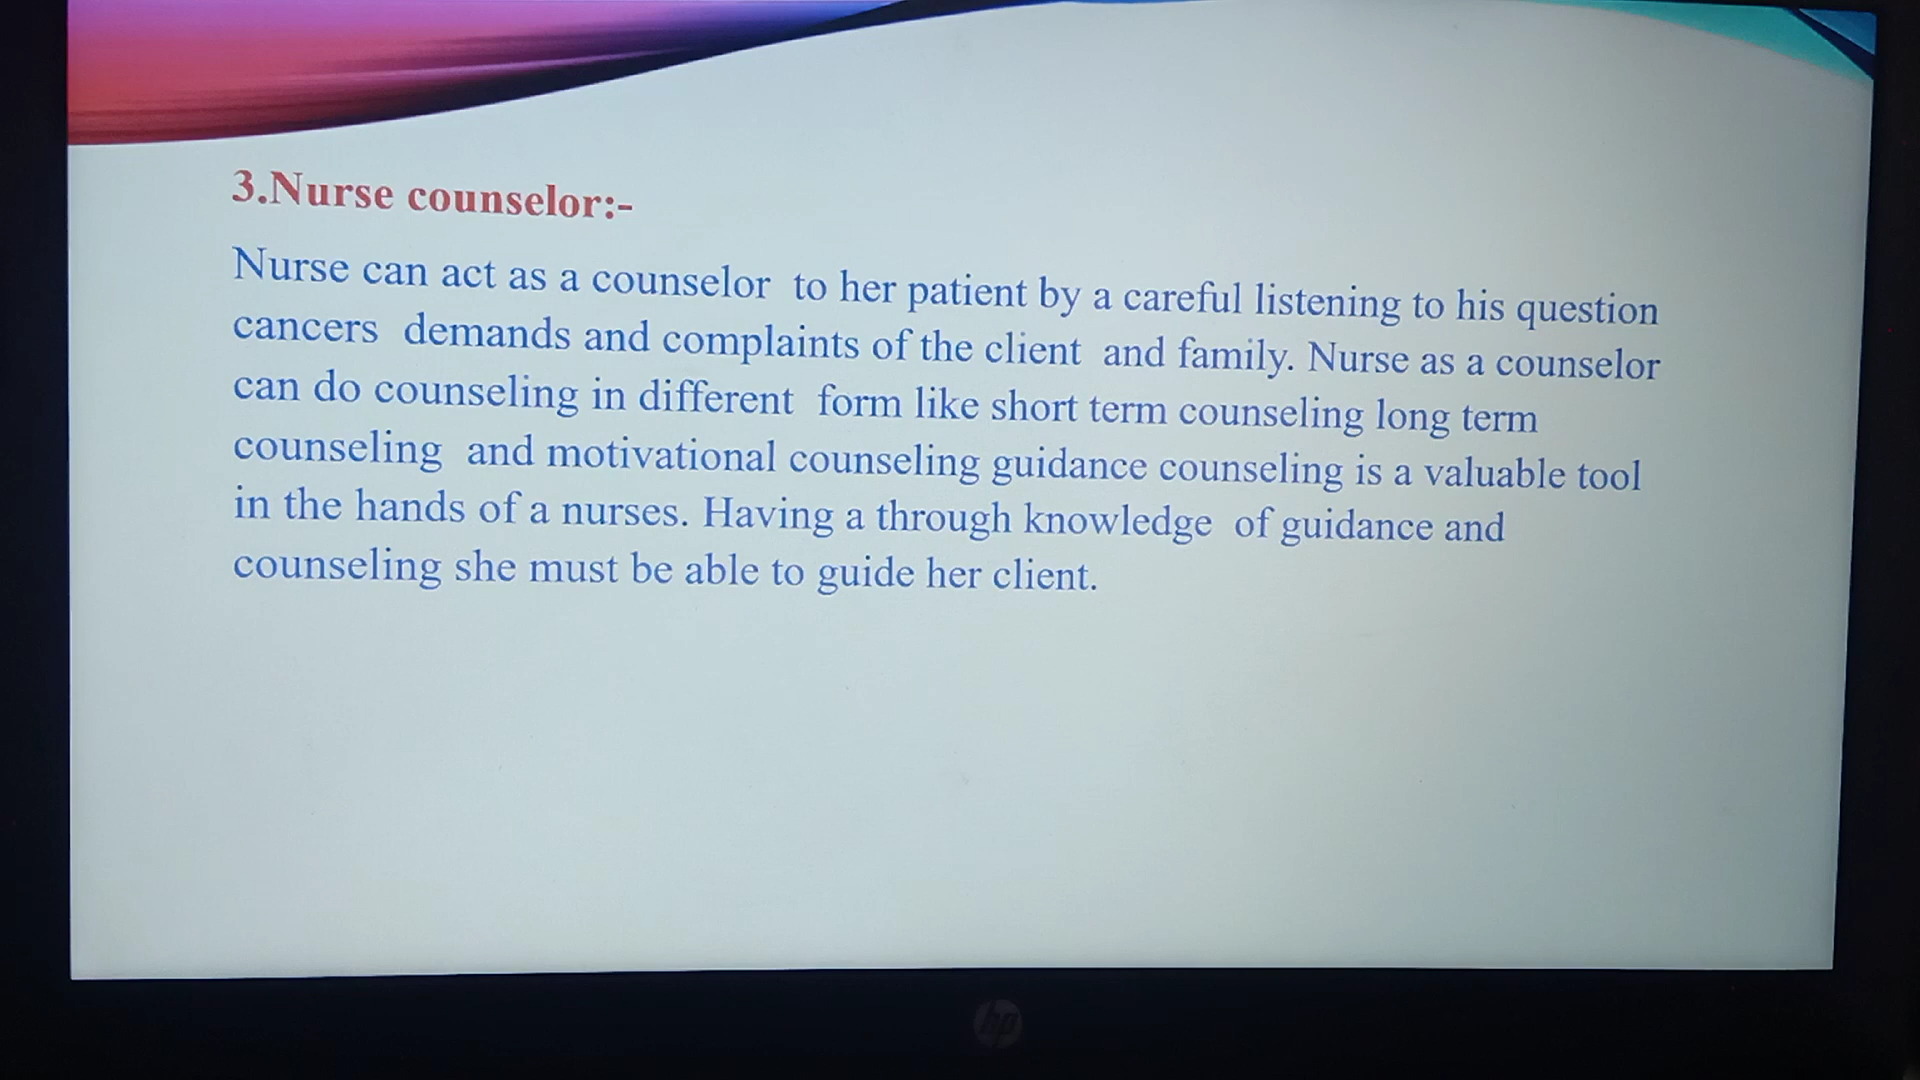 3.Nurse counselor:-
Nurse can act as a counselor to her patient by a careful listening to his question
cancers demands and complaints of the client and family. Nurse as a counselor
can do counseling in different form like short term counseling long term
counseling and motivational counseling guidance counseling is a valuable tool
in the hands of a nurses. Having a through knowledge of guidance and
counseling she must be able to guide her client.
hp